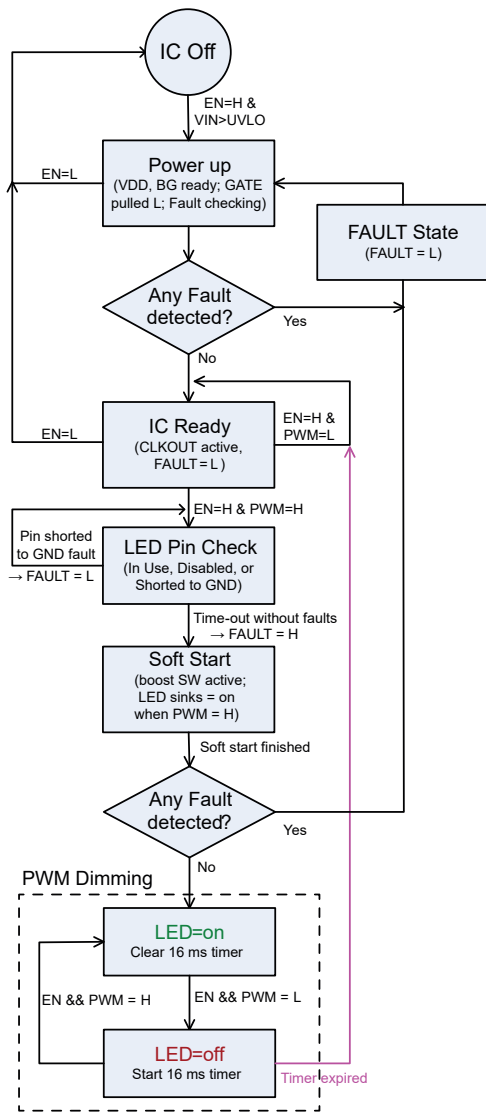 IC Off
EN=H &
VIN>UVLO
Power up
(VDD, BG ready; GATE
pulled L; Fault checking)
EN=L
FAULT State
(FAULT = L)
Any Fault
detected?
Yes
No
IC Ready
(CLKOUT active,
FAULT = L )
EN=L
EN=H &
PWM=L
EN=H & PWM=H
Pin shorted
to GND fault
→ FAULT = L
LED Pin Check
(In Use, Disabled, or
Shorted to GND)
Time-out without faults
→ FAULT = H
Soft Start
(boost SW active;
LED sinks = on
when PWM = H)
Soft start finished
Any Fault
detected?
Yes
No
PWM Dimming
LED=on
Clear 16 ms timer
EN && PWM = H
EN && PWM = L
LED=off
Start 16 ms timer
Timer expired